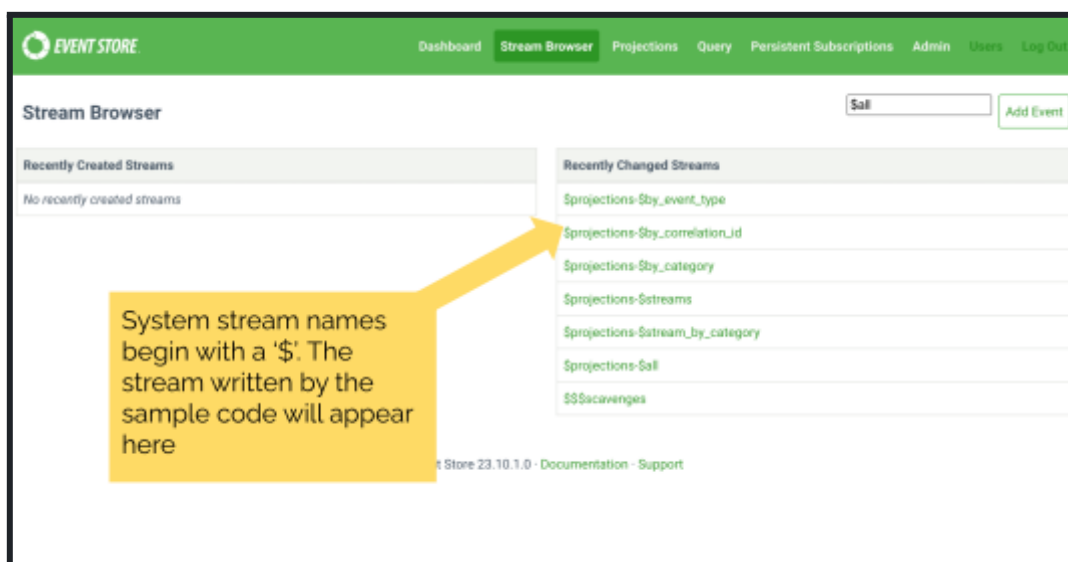 EVENT STORE
Dashboard Stream Browser Projections Query Persistent Subscriptions Admin Users Log Out
Stream Browser
$all
Add Event
Recently Created Streams
No recently created streams
Recently Changed Streams
$projections-$by_event_type
$projections-$by_correlation_id
$projections-$by_category
$projections-$streams
$projections-$stream_by_category
$projections-$all
$$$scavenges
System stream names
begin with a ‘$’. The
stream written by the
sample code will appear
here
t Store 23.10.1.0 · Documentation · Support